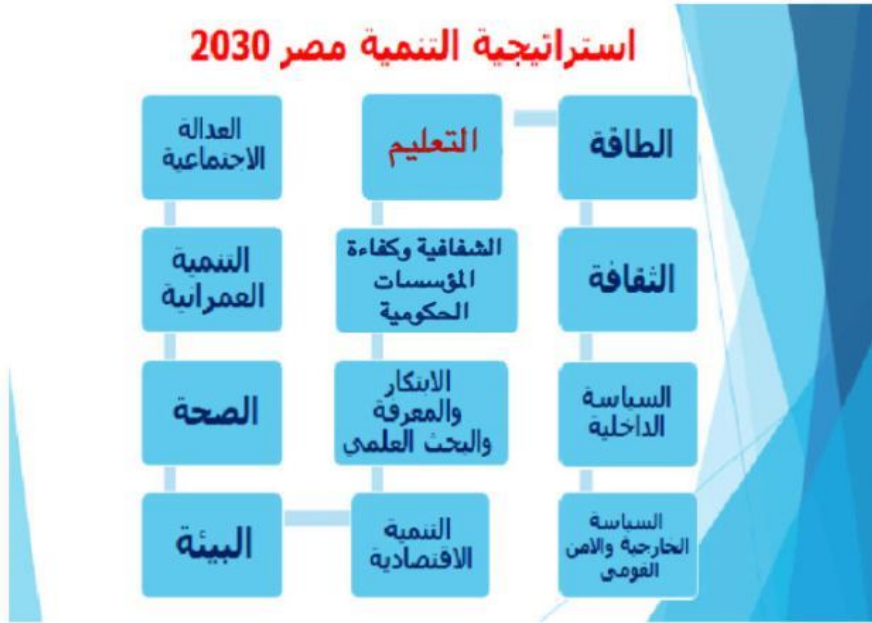 استراتيجية التنمية مصر 2030
الطاقة
الثقافة
السياسة
الداخلية
السياسة
الخارجية والامن
القومى
التعليم
الشفافية وكفاءة
المؤسسات
الحكومية
الابتكار
والمعرفة
والبحث العلمي
التنمية
الاقتصادية
العدالة
الاجتماعية
التنمية
العمرانية
الصحة
البيئة